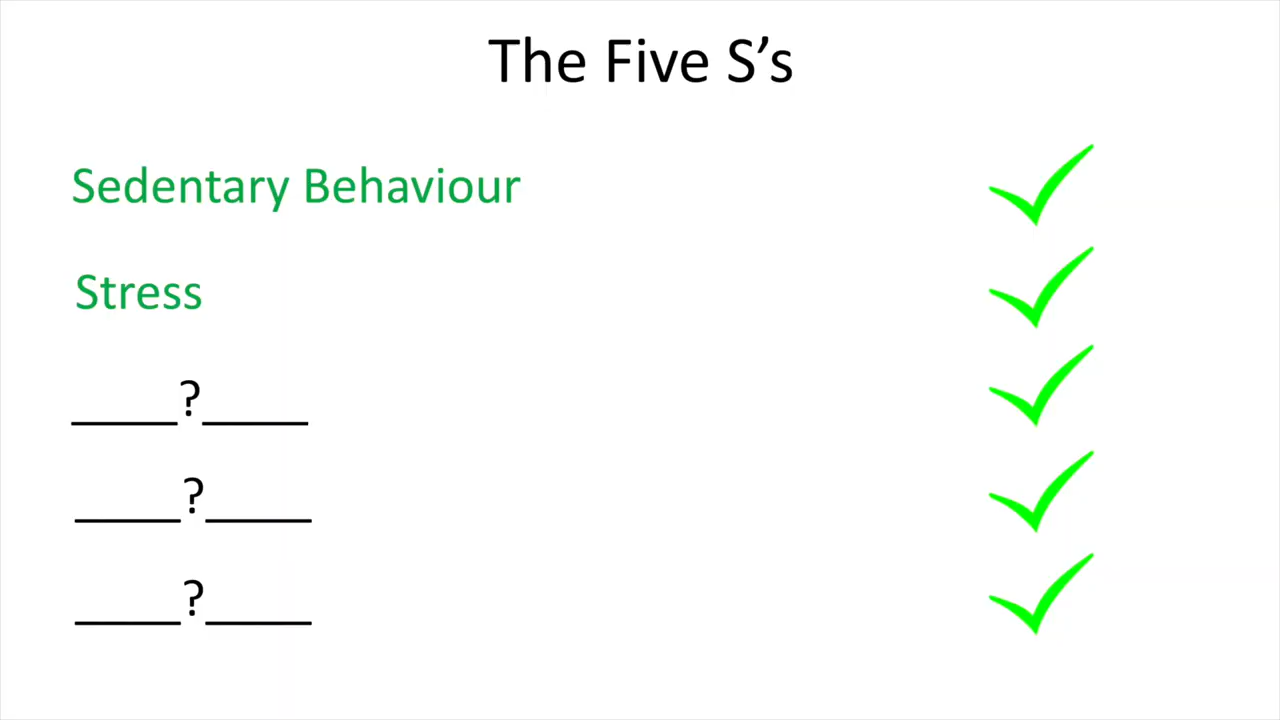 The Five S’s
Sedentary Behaviour
Stress
_____?_____
_____?_____
_____?_____